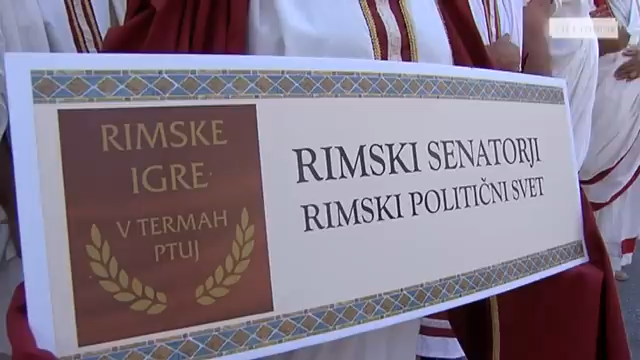 RIMSKE
IGRE
V TERMAH
PTUJ
RIMSKI SENATORJI
RIMSKI POLITIČNI SVET